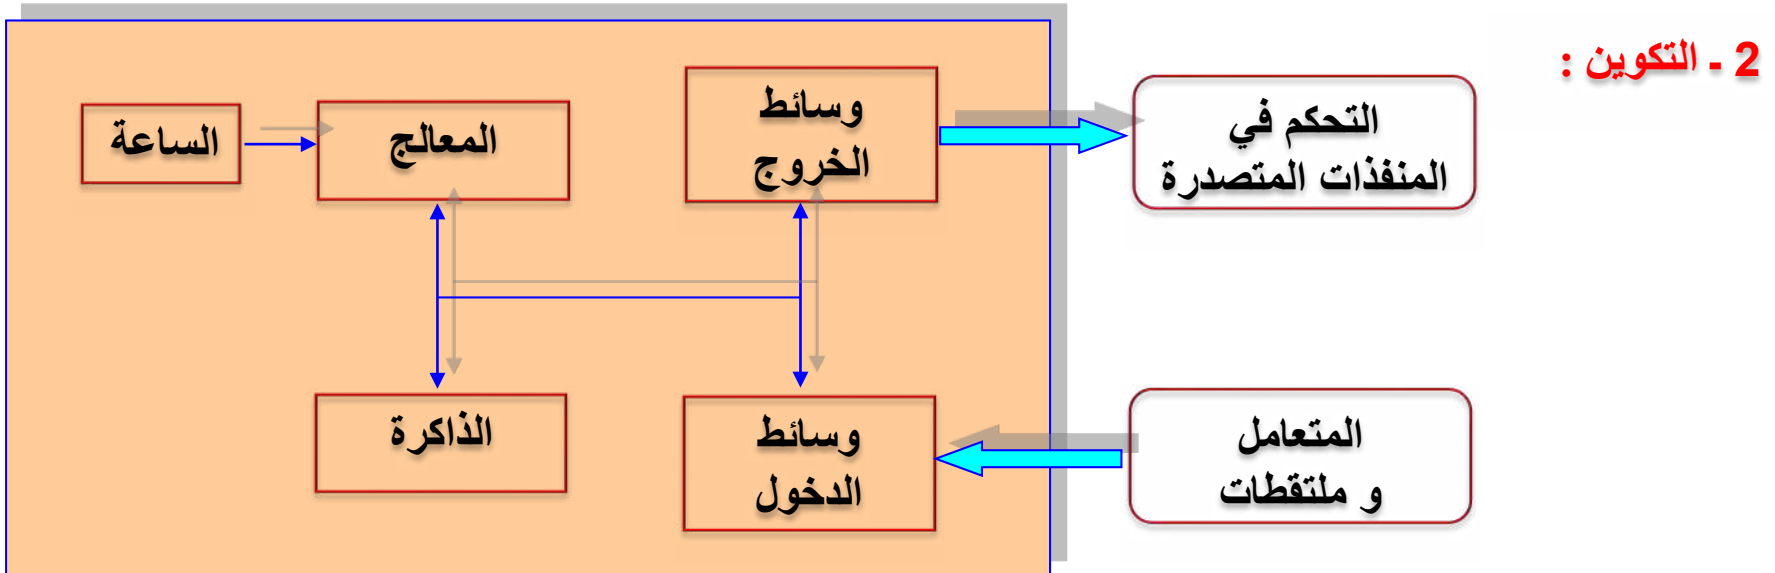 2 - التكوين :
التحكم في
المنفذات المتصدرة
وسائط
الخروج
المعالج
الساعة
المتعامل
و ملتقطات
وسائط
الدخول
الذاكرة